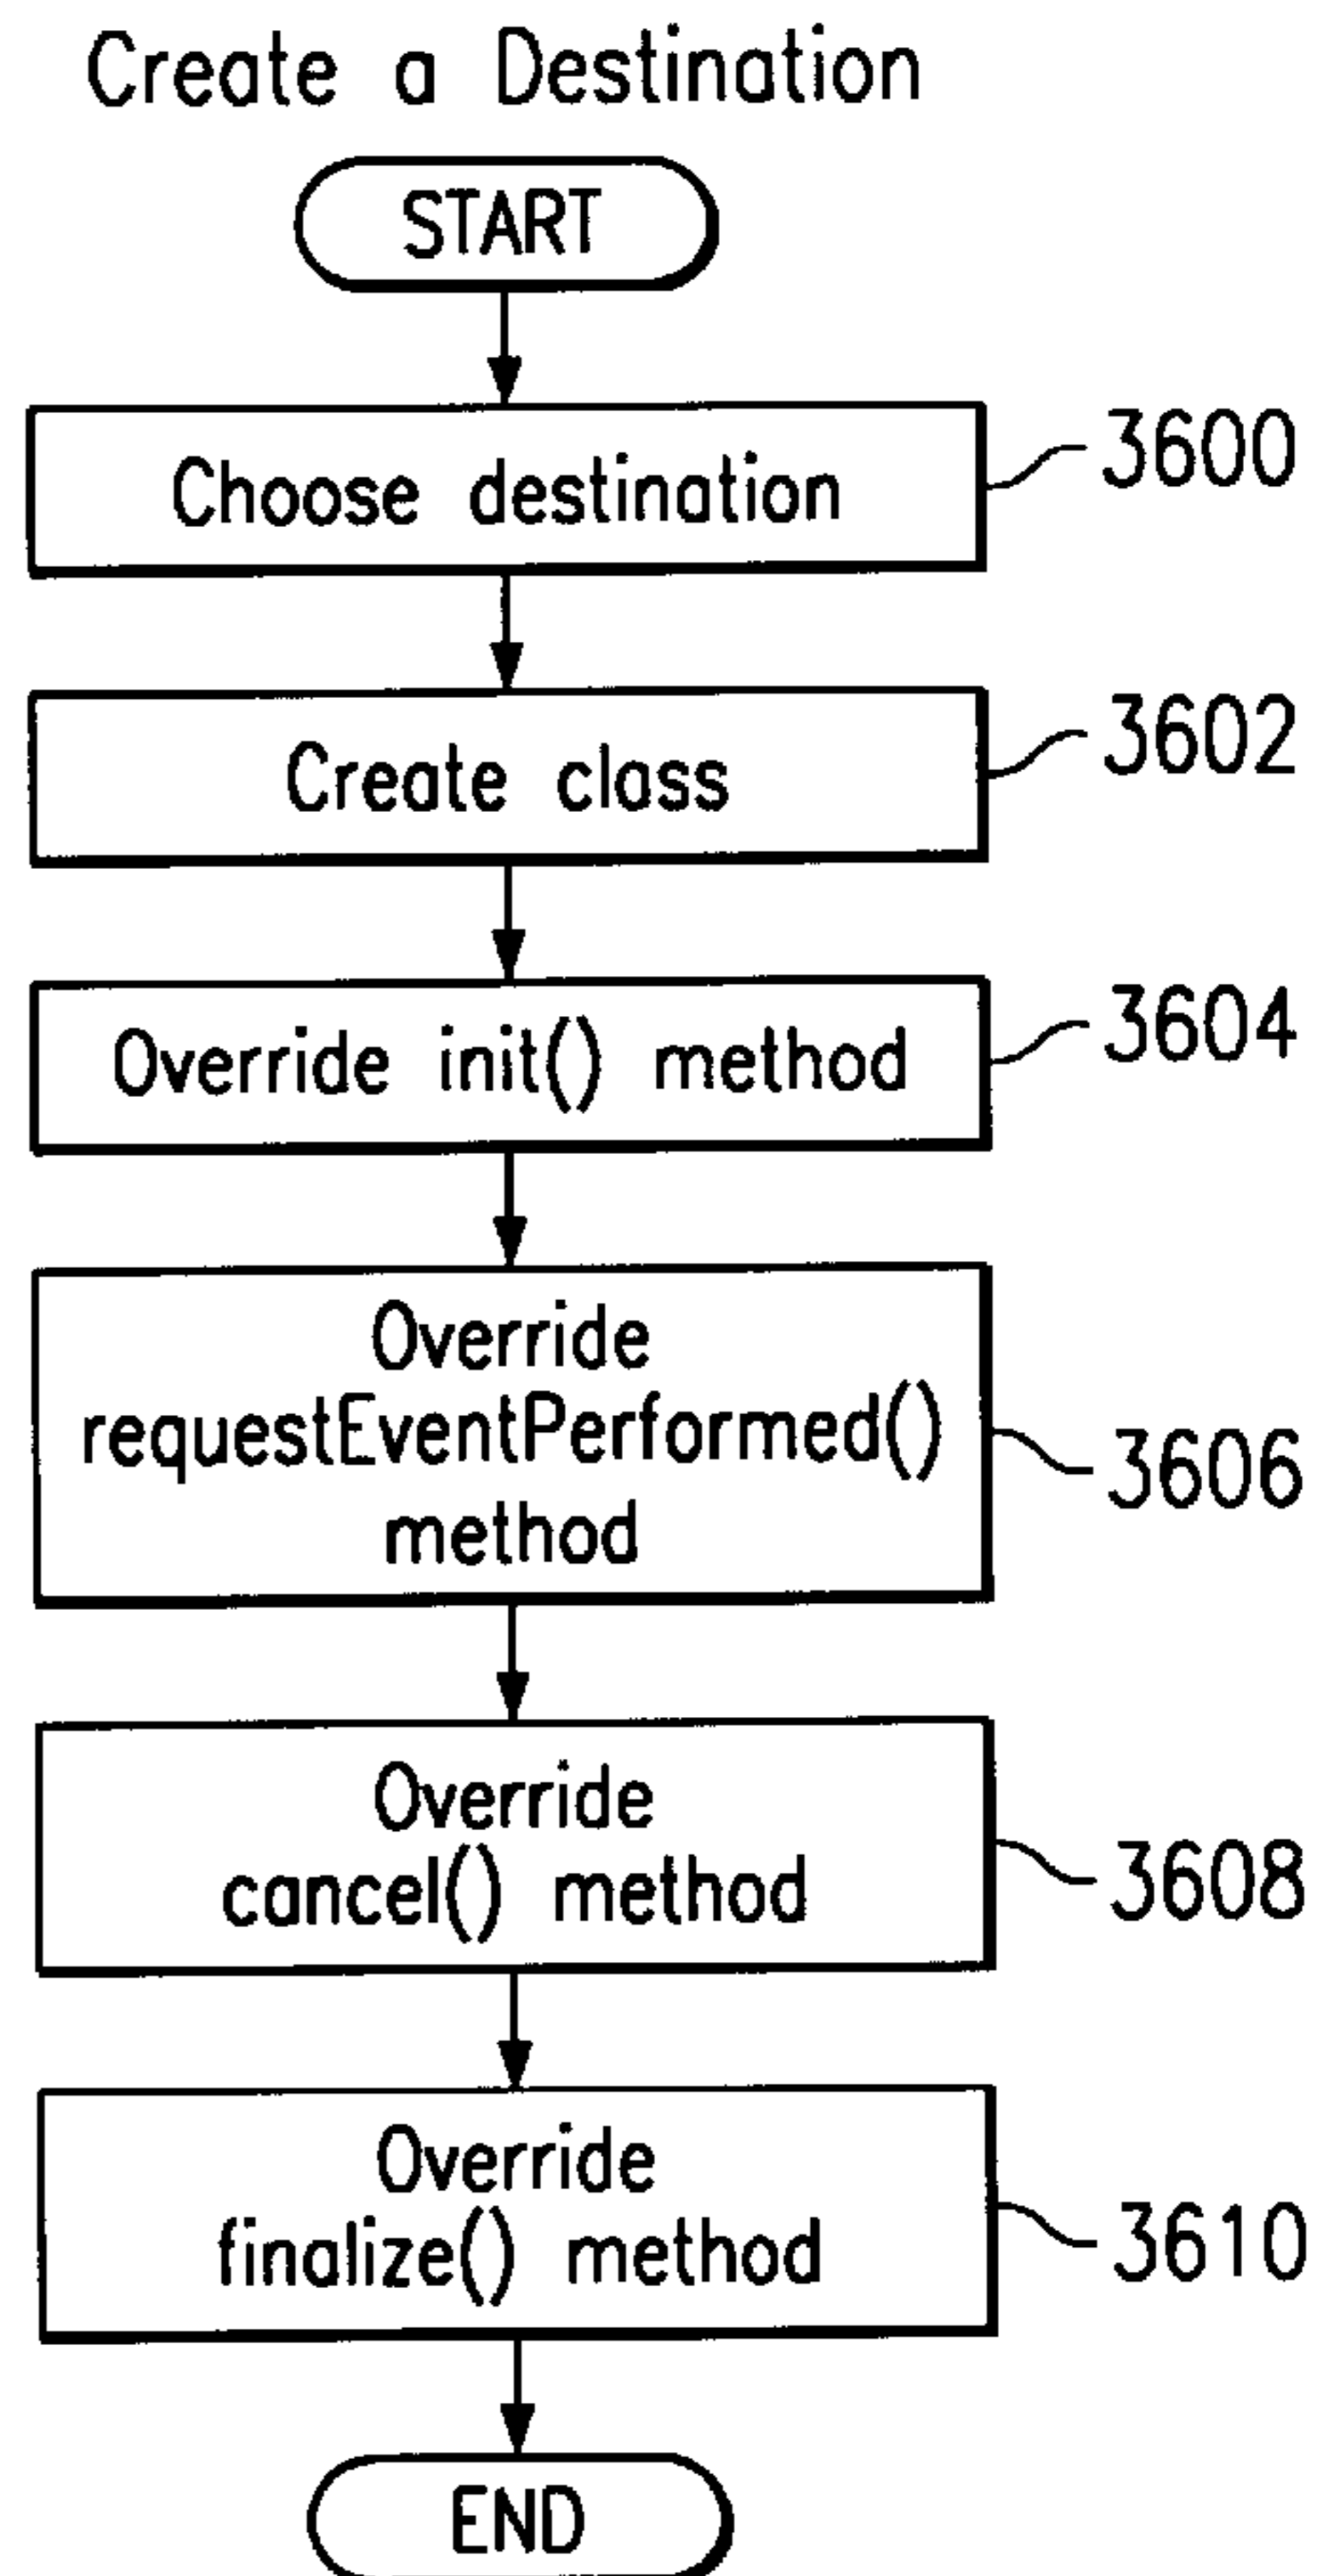 Create a Destination
START
Choose destination
3600
Create class
3602
Override init() method
3604
Override
requestEventPerformed()
method
3606
Override
cancel() method
3608
Override
finalize() method
3610
END